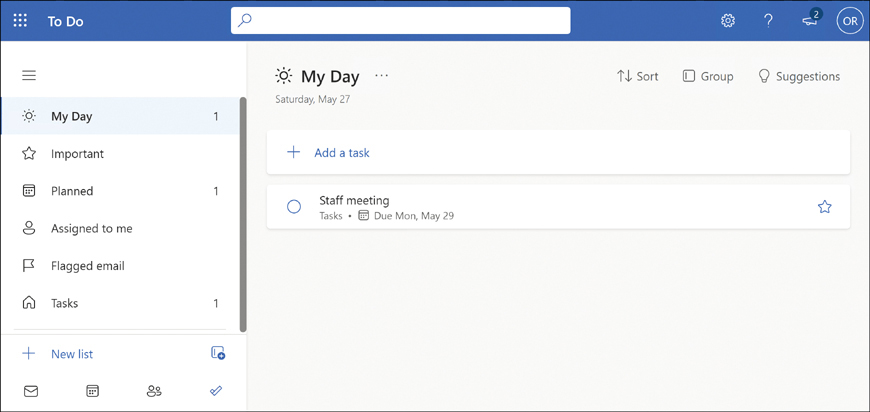 To Do
2
OR
My Day 1
Important
Planned 1
Assigned to me
Flagged email
Tasks 1
New list
My Day ...
Saturday, May 27
Sort Group Suggestions
Add a task
Staff meeting
Tasks • Due Mon, May 29